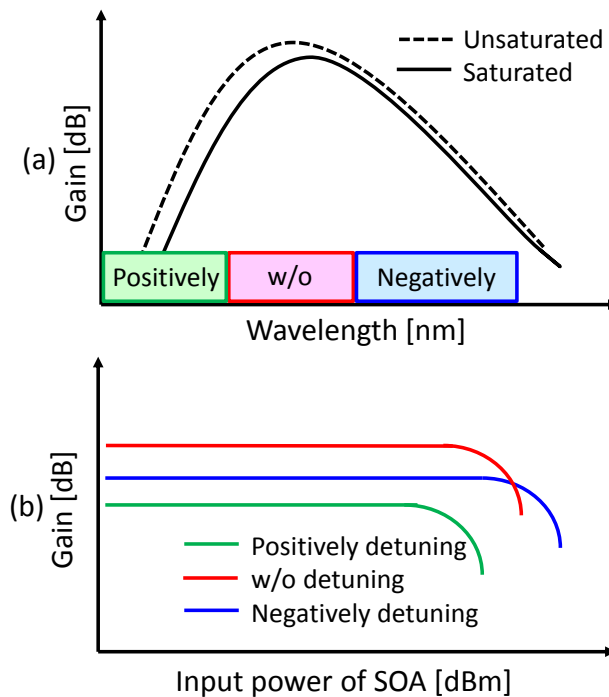 Unsaturated
Saturated
(a)
Gain [dB]
Positively
w/o
Negatively
Wavelength [nm]
(b)
Gain [dB]
Positively detuning
w/o detuning
Negatively detuning
Input power of SOA [dBm]